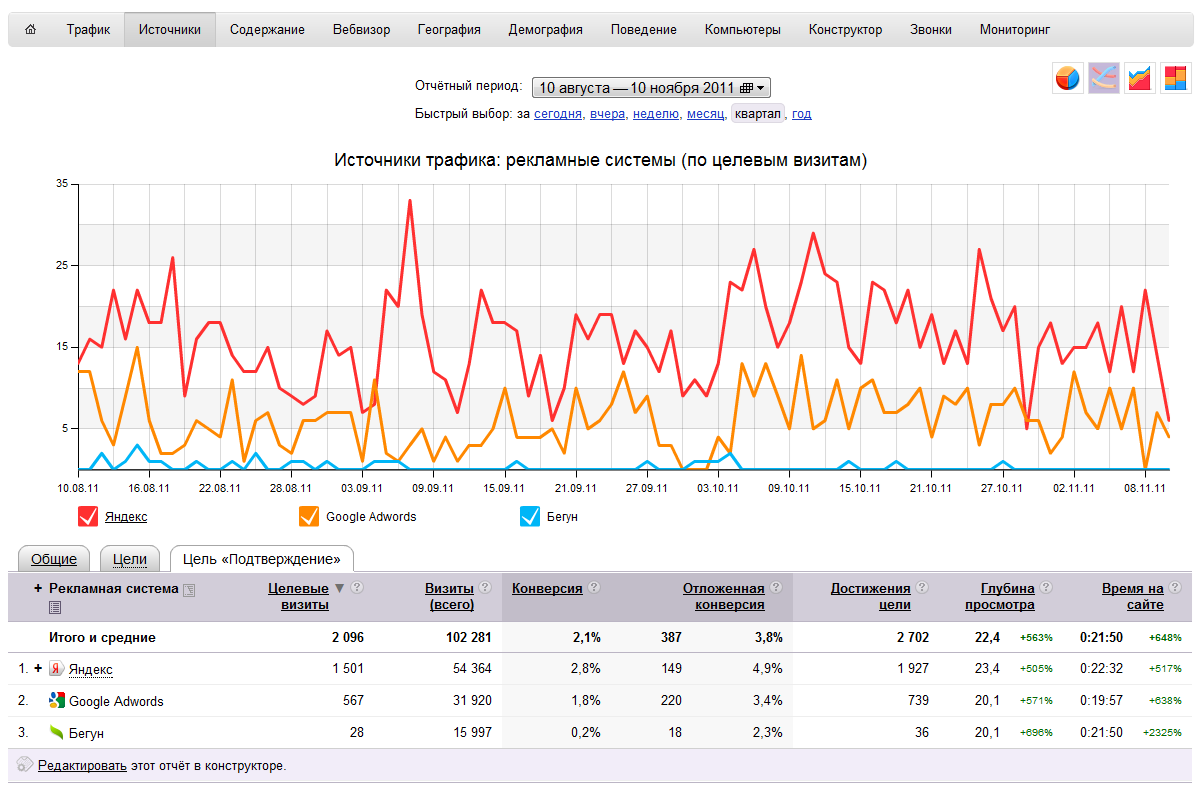 Трафик Источники Содержание Вебвизор География Демография Поведение Компьютеры Конструктор Звонки Мониторинг
Отчётный период: 10 августа — 10 ноября 2011
Быстрый выбор: за сегодня, вчера, неделю, месяц, квартал, год
Источники трафика: рекламные системы (по целевым визитам)
35
25
15
5
10.08.11 16.08.11 22.08.11 28.08.11 03.09.11 09.09.11 15.09.11 21.09.11 27.09.11 03.10.11 09.10.11 15.10.11 21.10.11 27.10.11 02.11.11 08.11.11
Яндекс Google Adwords Бегун
Общие Цели Цель «Подтверждение»
+ Рекламная система Целевые ▼ ? Визиты ? Конверсия ? Отложенная ? Достижения ? Глубина ? Время на ?
визиты (всего) конверсия цели просмотра сайте
Итого и средние 2 096 102 281 2,1% 387 3,8% 2 702 22,4 +563% 0:21:50 +648%
1. + Я Яндекс 1 501 54 364 2,8% 149 4,9% 1 927 23,4 +505% 0:22:32 +517%
2. Google Adwords 567 31 920 1,8% 220 3,4% 739 20,1 +571% 0:19:57 +638%
3. Бегун 28 15 997 0,2% 18 2,3% 36 20,1 +696% 0:21:50 +2325%
Редактировать этот отчёт в конструкторе.